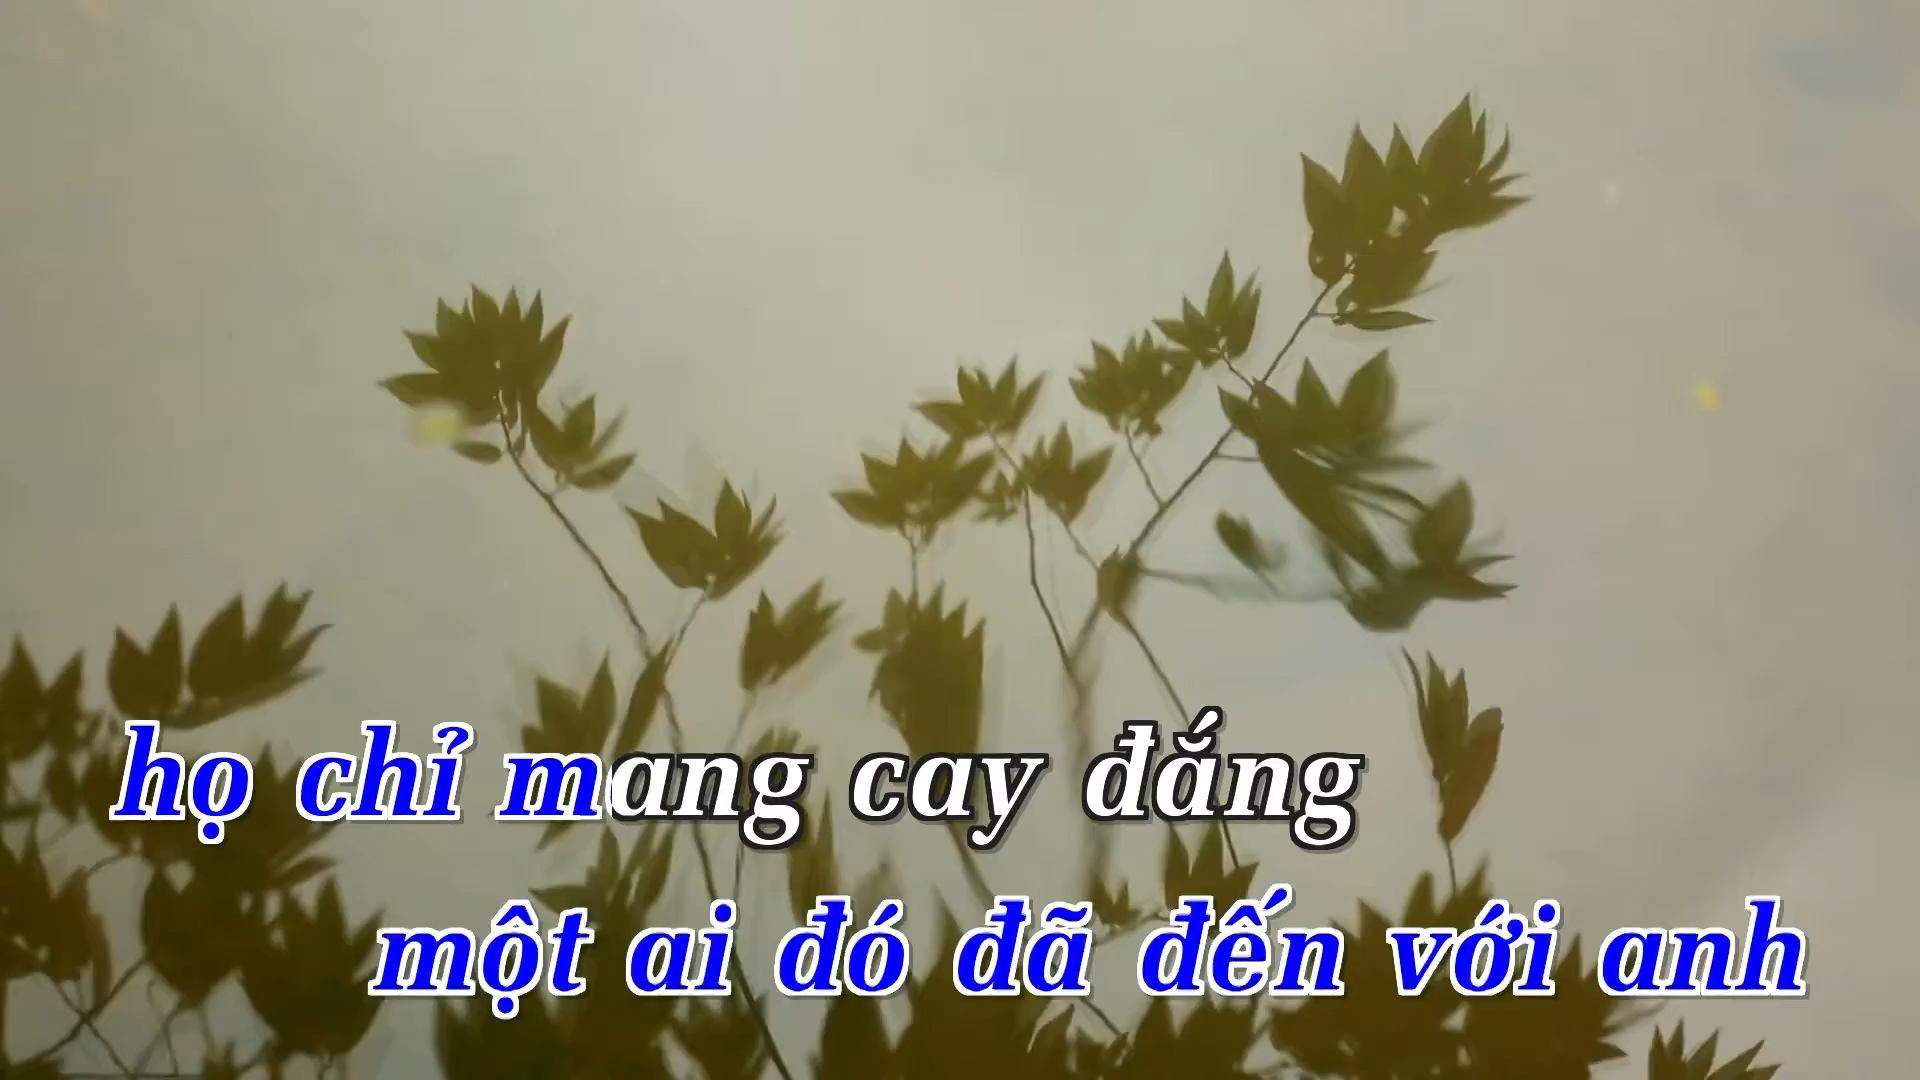 họ chỉ mang cay đắng
một ai đó đã đến với anh